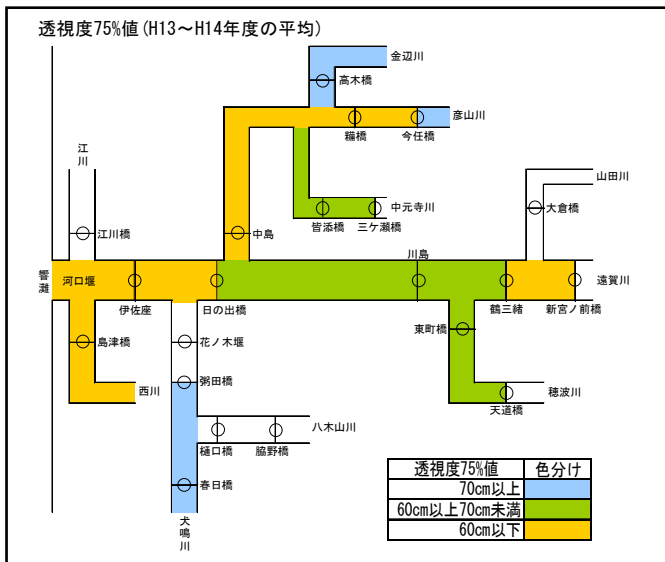 透視度75%値(H13～H14年度の平均)
金辺川
高木橋
彦山川
糒橋
今任橋
江川
山田川
中元寺川
大倉橋
皆添橋
三ケ瀬橋
江川橋
中島
川島
響灘
河口堰
遠賀川
伊佐座
日の出橋
鶴三緒
新宮ノ前橋
東町橋
島津橋
花ノ木堰
粥田橋
西川
穂波川
天道橋
八木山川
樋口橋
脇野橋
春日橋
犬鳴川
透視度75%値
色分け
70cm以上
60cm以上70cm未満
60cm以下